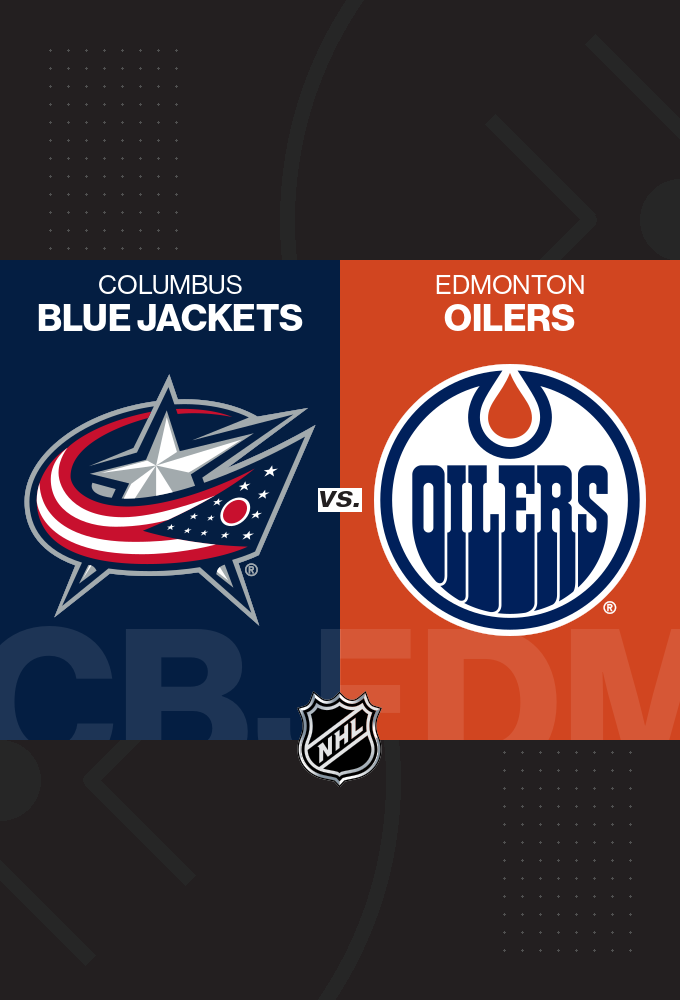 COLUMBUS
BLUE JACKETS
EDMONTON
OILERS
VS.
OILERS
®
®
CBJ
EDM
NHL